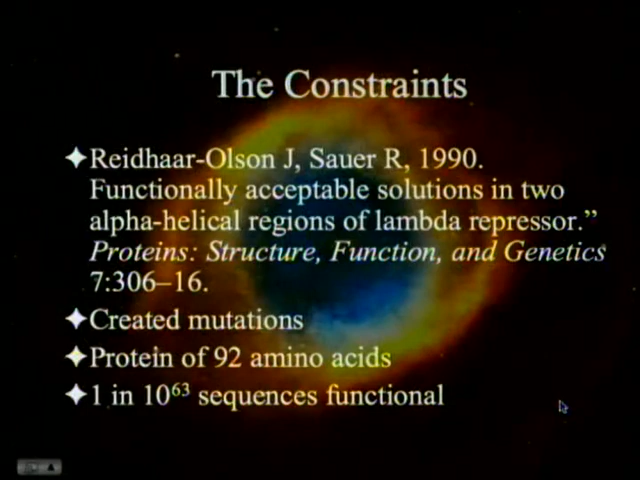 The Constraints
Reidhaar-Olson J, Sauer R, 1990.
Functionally acceptable solutions in two
alpha-helical regions of lambda repressor.”
Proteins: Structure, Function, and Genetics
7:306–16.
Created mutations
Protein of 92 amino acids
1 in 10⁶³ sequences functional